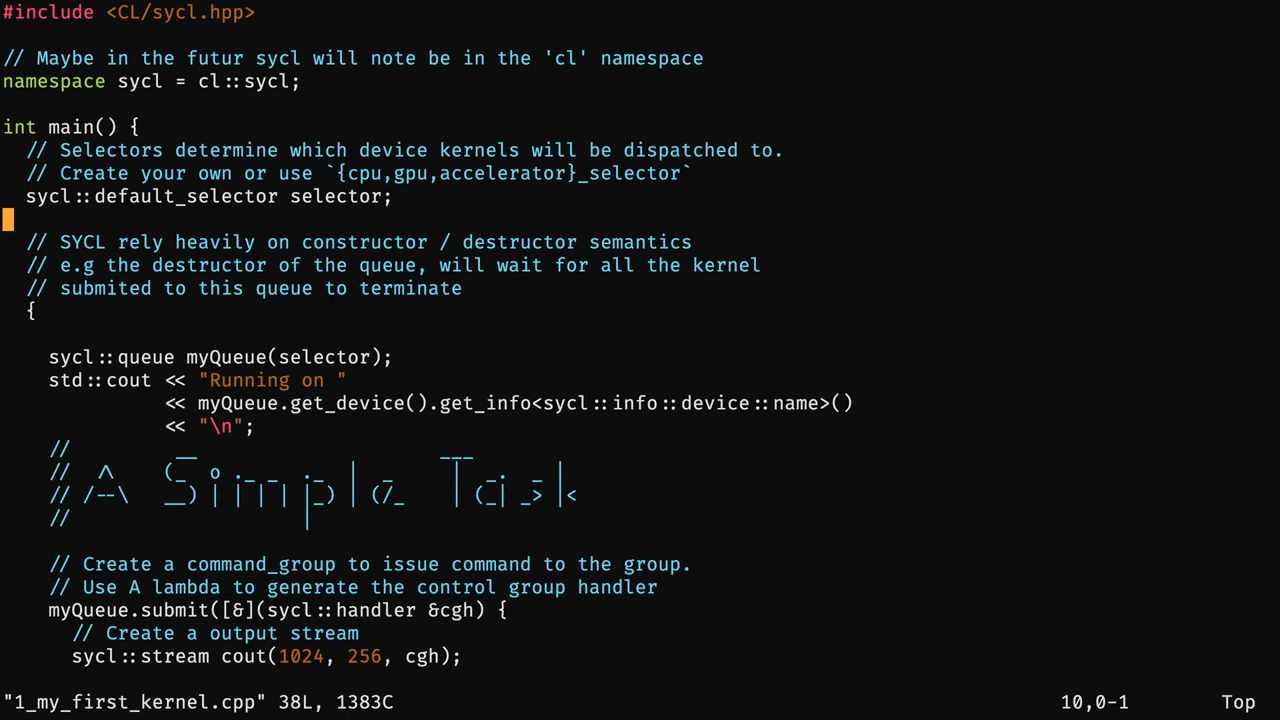 #include <CL/sycl.hpp>
// Maybe in the futur sycl will note be in the 'cl' namespace
namespace sycl = cl::sycl;
int main() {
// Selectors determine which device kernels will be dispatched to.
// Create your own or use `{cpu,gpu,accelerator}_selector`
sycl::default_selector selector;
// SYCL rely heavily on constructor / destructor semantics
// e.g the destructor of the queue, will wait for all the kernel
// submited to this queue to terminate
{
sycl::queue myQueue(selector);
std::cout << "Running on "
<< myQueue.get_device().get_info<sycl::info::device::name>()
<< "\n";
// A Simple Task
// Create a command_group to issue command to the group.
// Use A lambda to generate the control group handler
myQueue.submit([&](sycl::handler &cgh) {
// Create a output stream
sycl::stream cout(1024, 256, cgh);
"1_my_first_kernel.cpp" 38L, 1383C 10,0-1 Top